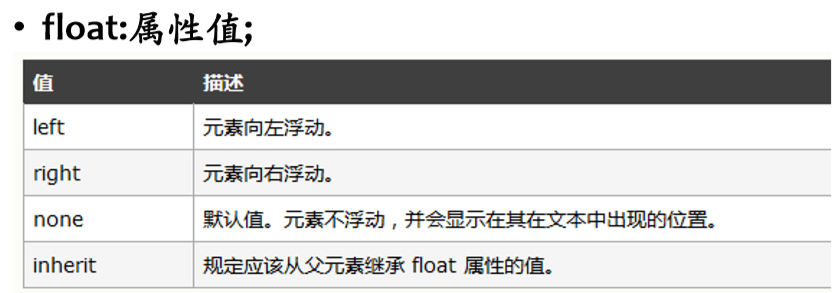 • float:属性值;
值 描述
left 元素向左浮动。
right 元素向右浮动。
none 默认值。元素不浮动，并会显示在其在文本中出现的位置。
inherit 规定应该从父元素继承 float 属性的值。